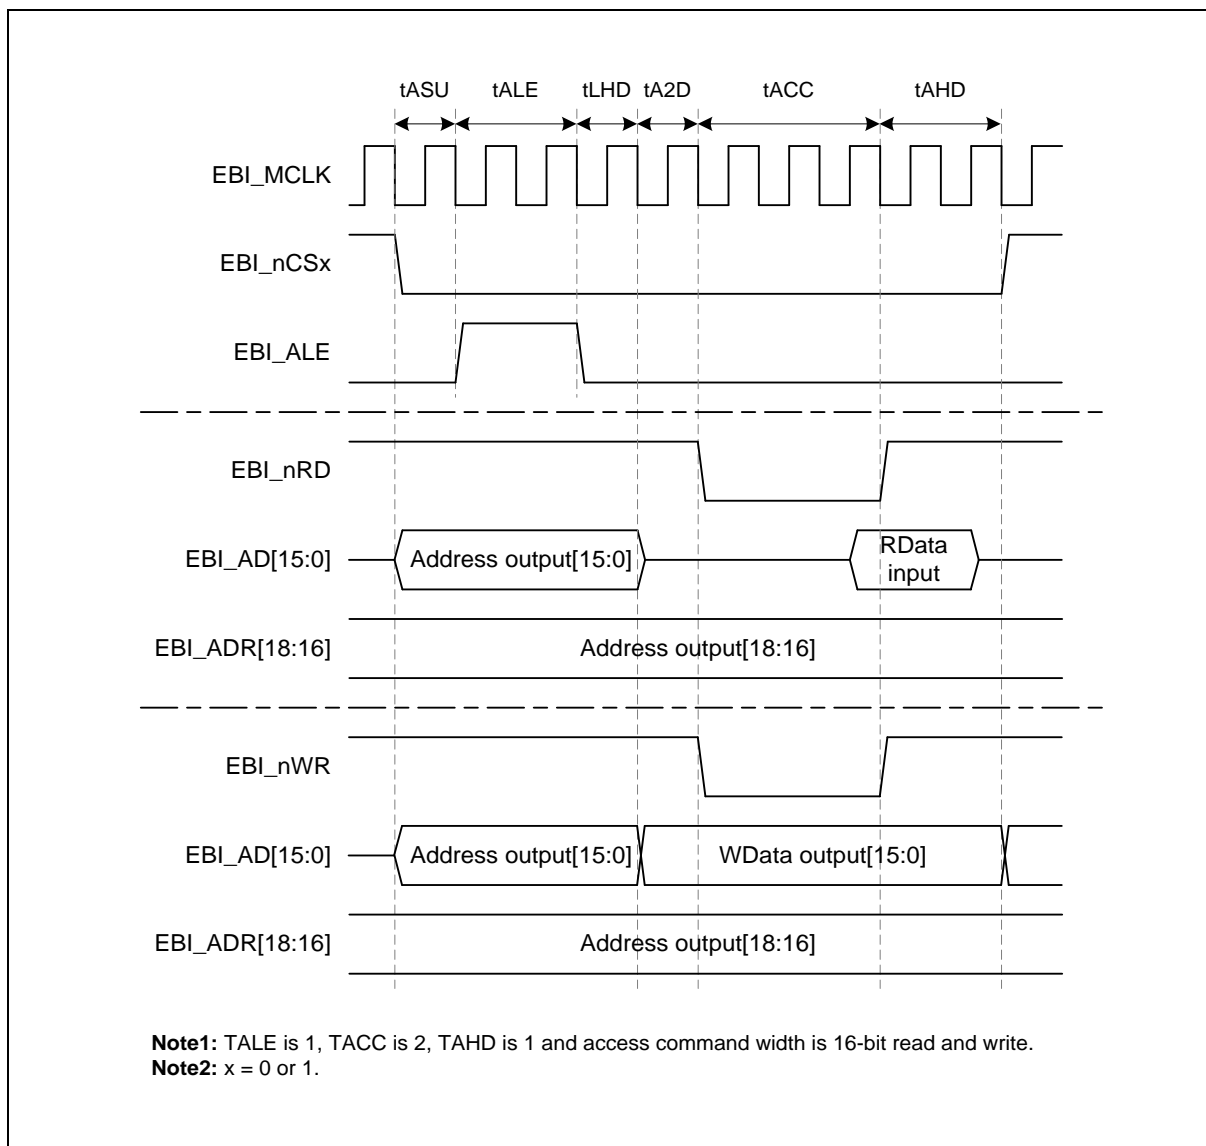 tASU tALE tLHD tA2D tACC tAHD
EBI_MCLK
EBI_nCSx
EBI_ALE
EBI_nRD
EBI_AD[15:0] Address output[15:0] RData input
EBI_ADR[18:16] Address output[18:16]
EBI_nWR
EBI_AD[15:0] Address output[15:0] WData output[15:0]
EBI_ADR[18:16] Address output[18:16]
Note1: TALE is 1, TACC is 2, TAHD is 1 and access command width is 16-bit read and write.
Note2: x = 0 or 1.